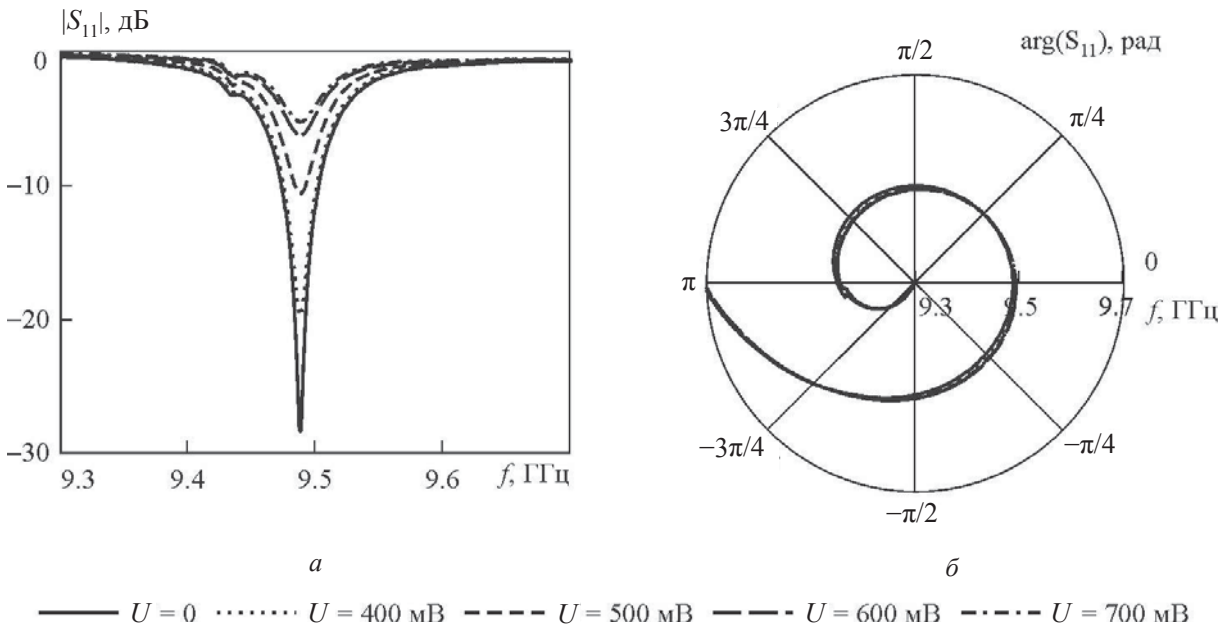 |S₁₁|, дБ
0
−10
−20
−30
9.3 9.4 9.5 9.6 f, ГГц
а
arg(S₁₁), рад
π/2
3π/4 π/4
π 0
9.3 9.5 9.7 f, ГГц
−3π/4 −π/4
−π/2
б
U = 0 U = 400 мВ U = 500 мВ U = 600 мВ U = 700 мВ